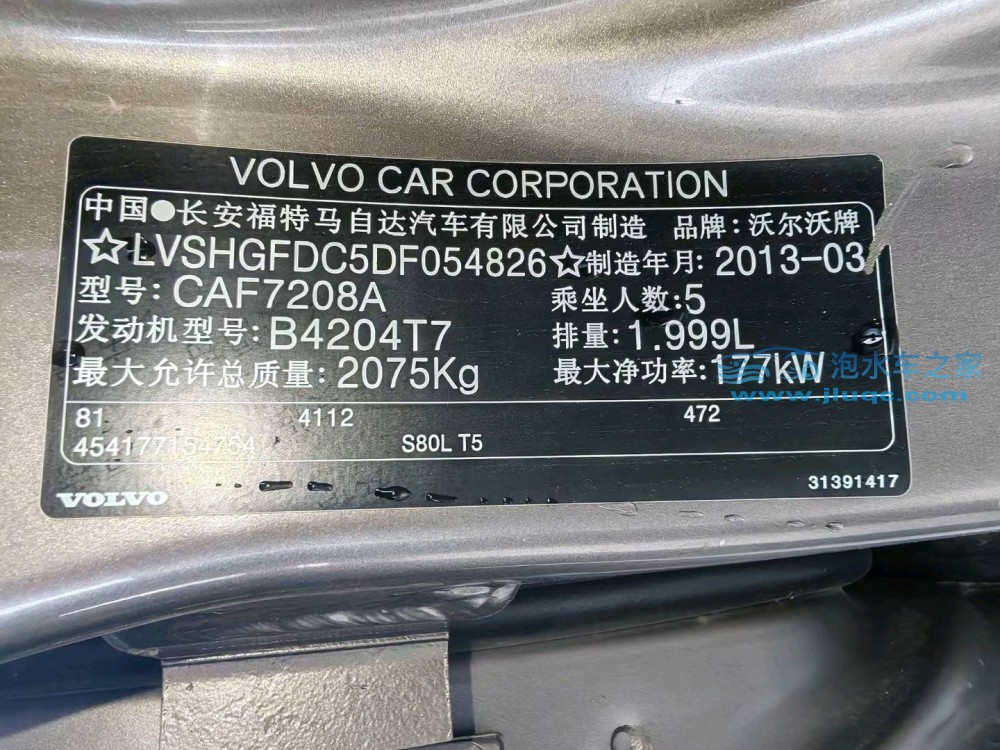 VOLVO CAR CORPORATION
中国●长安福特马自达汽车有限公司制造 品牌:沃尔沃牌
☆LVSHGFDC5DF054826☆制造年月:2013-03
型号:CAF7208A 乘坐人数:5
发动机型号:B4204T7 排量:1.999L
最大允许总质量:2075Kg 最大净功率:177kW
泡水车之家
www.jluqc.com
81 4112 472
454177154754 S80L T5
VOLVO 31391417